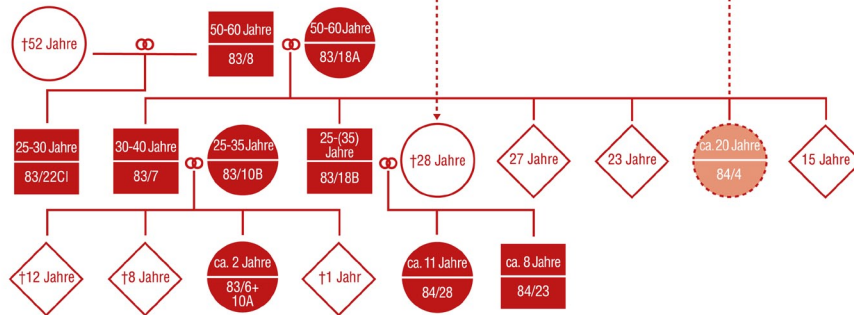 †52 Jahre
50-60 Jahre
83/8
50-60 Jahre
83/18A
25-30 Jahre
83/22CI
30-40 Jahre
83/7
25-35 Jahre
83/10B
25-(35)
Jahre
83/18B
†28 Jahre
27 Jahre
23 Jahre
ca. 20 Jahre
84/4
15 Jahre
†12 Jahre
†8 Jahre
ca. 2 Jahre
83/6+
10A
†1 Jahr
ca. 11 Jahre
84/28
ca. 8 Jahre
84/23